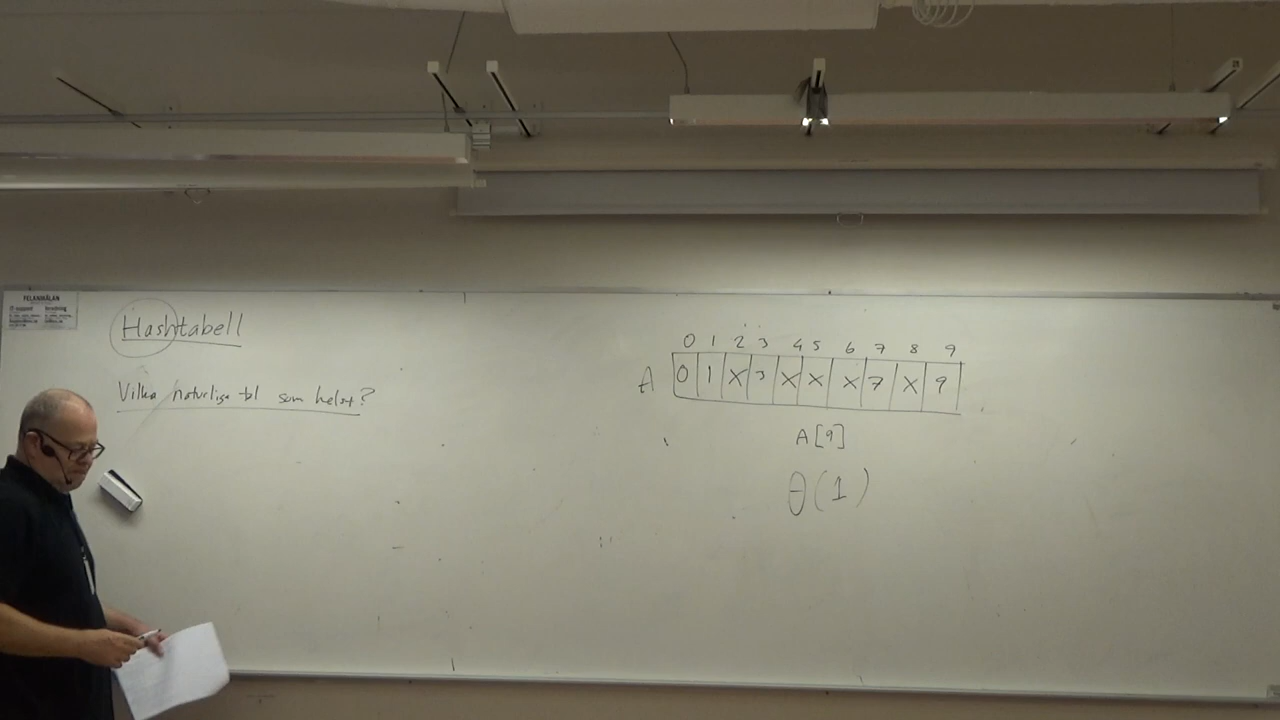 FELANMÄLAN
Hashtabell
Vilka naturliga tal som helst?
0 1 2 3 4 5 6 7 8 9
A 0 1 X 3 X X X 7 X 9
A[9]
Θ(1)